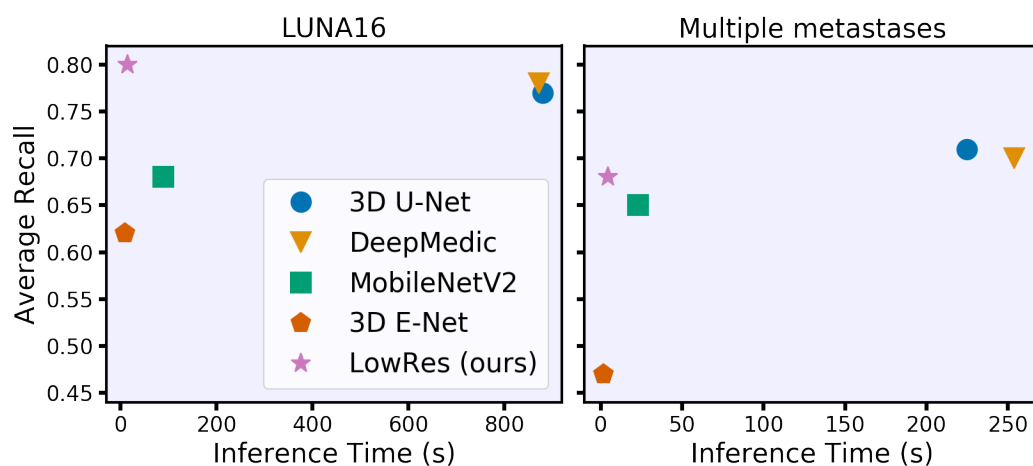 LUNA16
Multiple metastases
Average Recall
0.80
0.75
0.70
0.65
0.60
0.55
0.50
0.45
3D U-Net
DeepMedic
MobileNetV2
3D E-Net
LowRes (ours)
0 200 400 600 800
0 50 100 150 200 250
Inference Time (s)
Inference Time (s)